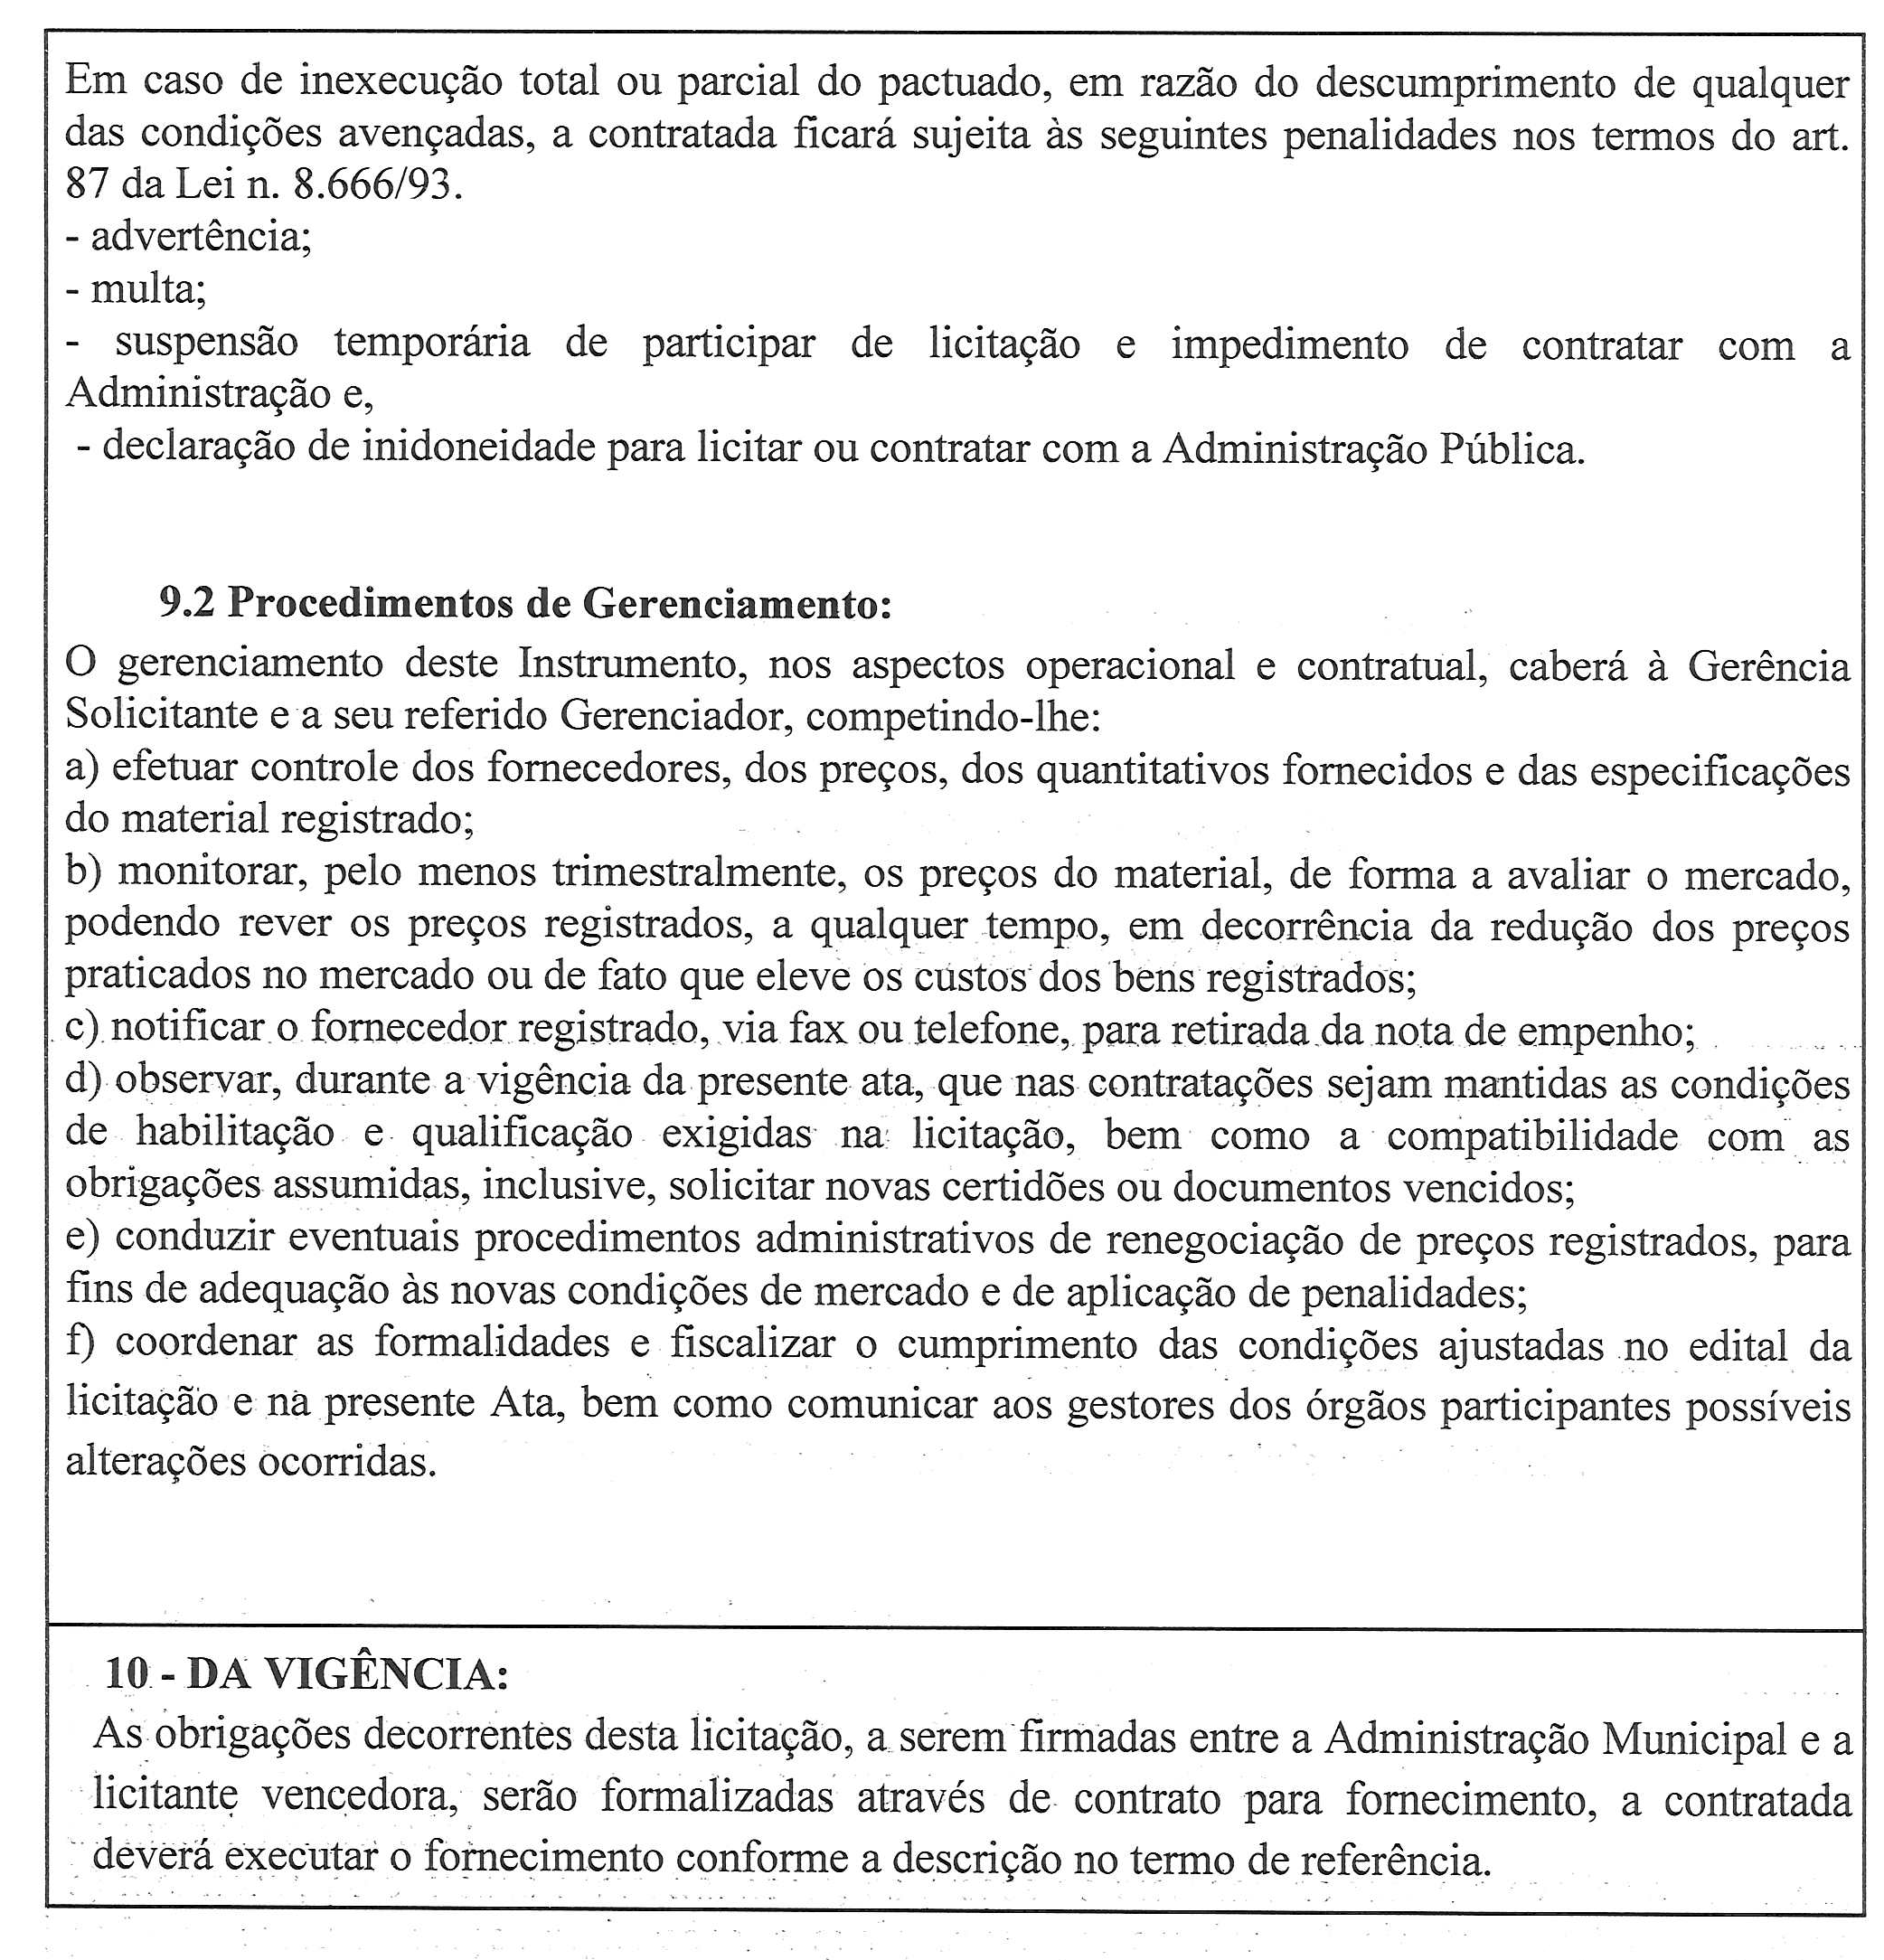 Em caso de inexecução total ou parcial do pactuado, em razão do descumprimento de qualquer
das condições avençadas, a contratada ficará sujeita às seguintes penalidades nos termos do art.
87 da Lei n. 8.666/93.
- advertência;
- multa;
- suspensão temporária de participar de licitação e impedimento de contratar com a
Administração e,
- declaração de inidoneidade para licitar ou contratar com a Administração Pública.
9.2 Procedimentos de Gerenciamento:
O gerenciamento deste Instrumento, nos aspectos operacional e contratual, caberá à Gerência
Solicitante e a seu referido Gerenciador, competindo-lhe:
a) efetuar controle dos fornecedores, dos preços, dos quantitativos fornecidos e das especificações
do material registrado;
b) monitorar, pelo menos trimestralmente, os preços do material, de forma a avaliar o mercado,
podendo rever os preços registrados, a qualquer tempo, em decorrência da redução dos preços
praticados no mercado ou de fato que eleve os custos dos bens registrados;
c) notificar o fornecedor registrado, via fax ou telefone, para retirada da nota de empenho;
d) observar, durante a vigência da presente ata, que nas contratações sejam mantidas as condições
de habilitação e qualificação exigidas na licitação, bem como a compatibilidade com as
obrigações assumidas, inclusive, solicitar novas certidões ou documentos vencidos;
e) conduzir eventuais procedimentos administrativos de renegociação de preços registrados, para
fins de adequação às novas condições de mercado e de aplicação de penalidades;
f) coordenar as formalidades e fiscalizar o cumprimento das condições ajustadas no edital da
licitação e na presente Ata, bem como comunicar aos gestores dos órgãos participantes possíveis
alterações ocorridas.
10 - DA VIGÊNCIA:
As obrigações decorrentes desta licitação, a serem firmadas entre a Administração Municipal e a
licitante vencedora, serão formalizadas através de contrato para fornecimento, a contratada
deverá executar o fornecimento conforme a descrição no termo de referência.